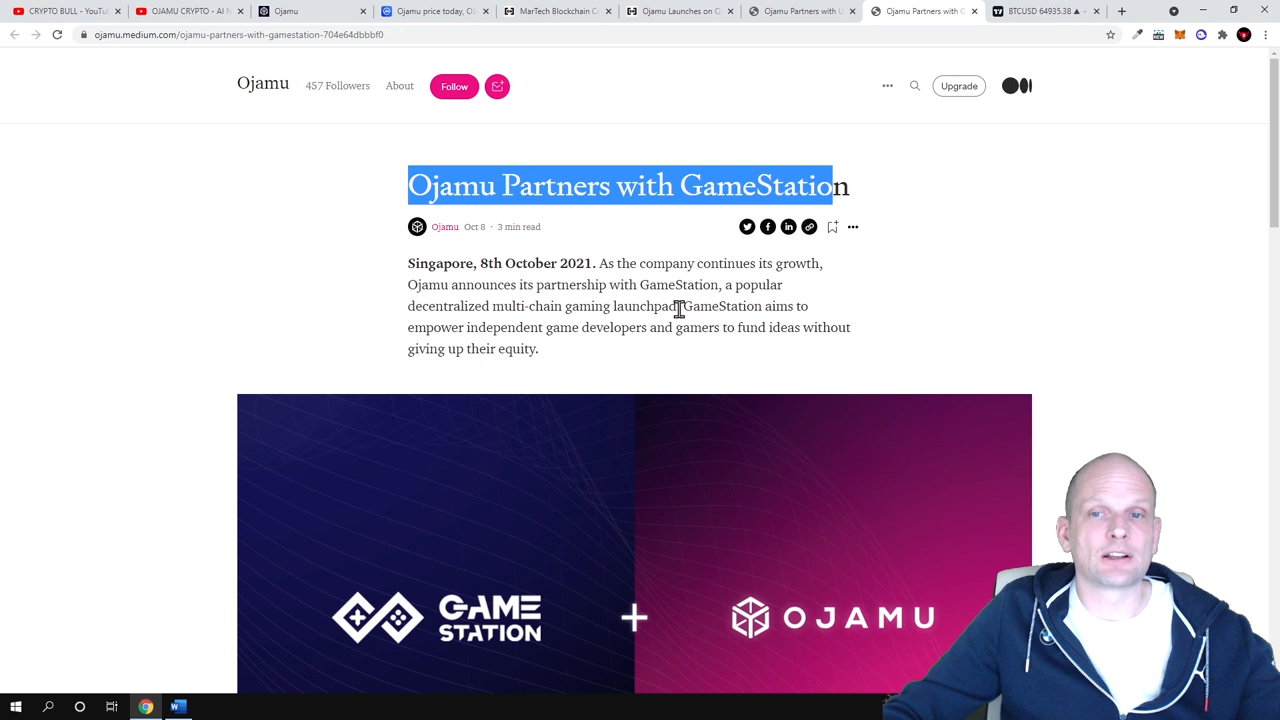 CRYPTO BULL - YouTu
OJAMU CRYPTO - AI M
Ojamu
Ojamu price today, OJ
MarTech Blockchain Co
Ojamu Launches on Oj
Ojamu Partners with U
Ojamu Partners with G
BTCUSD 64935.38 ▲ +
ojamu.medium.com/ojamu-partners-with-gamestation-704e64dbbbf0
Ojamu
457 Followers
About
Follow
Upgrade
Ojamu Partners with GameStation
Ojamu Oct 8 · 3 min read
Singapore, 8th October 2021. As the company continues its growth,
Ojamu announces its partnership with GameStation, a popular
decentralized multi-chain gaming launchpad. GameStation aims to
empower independent game developers and gamers to fund ideas without
giving up their equity.
GAME
STATION
+
OJAMU